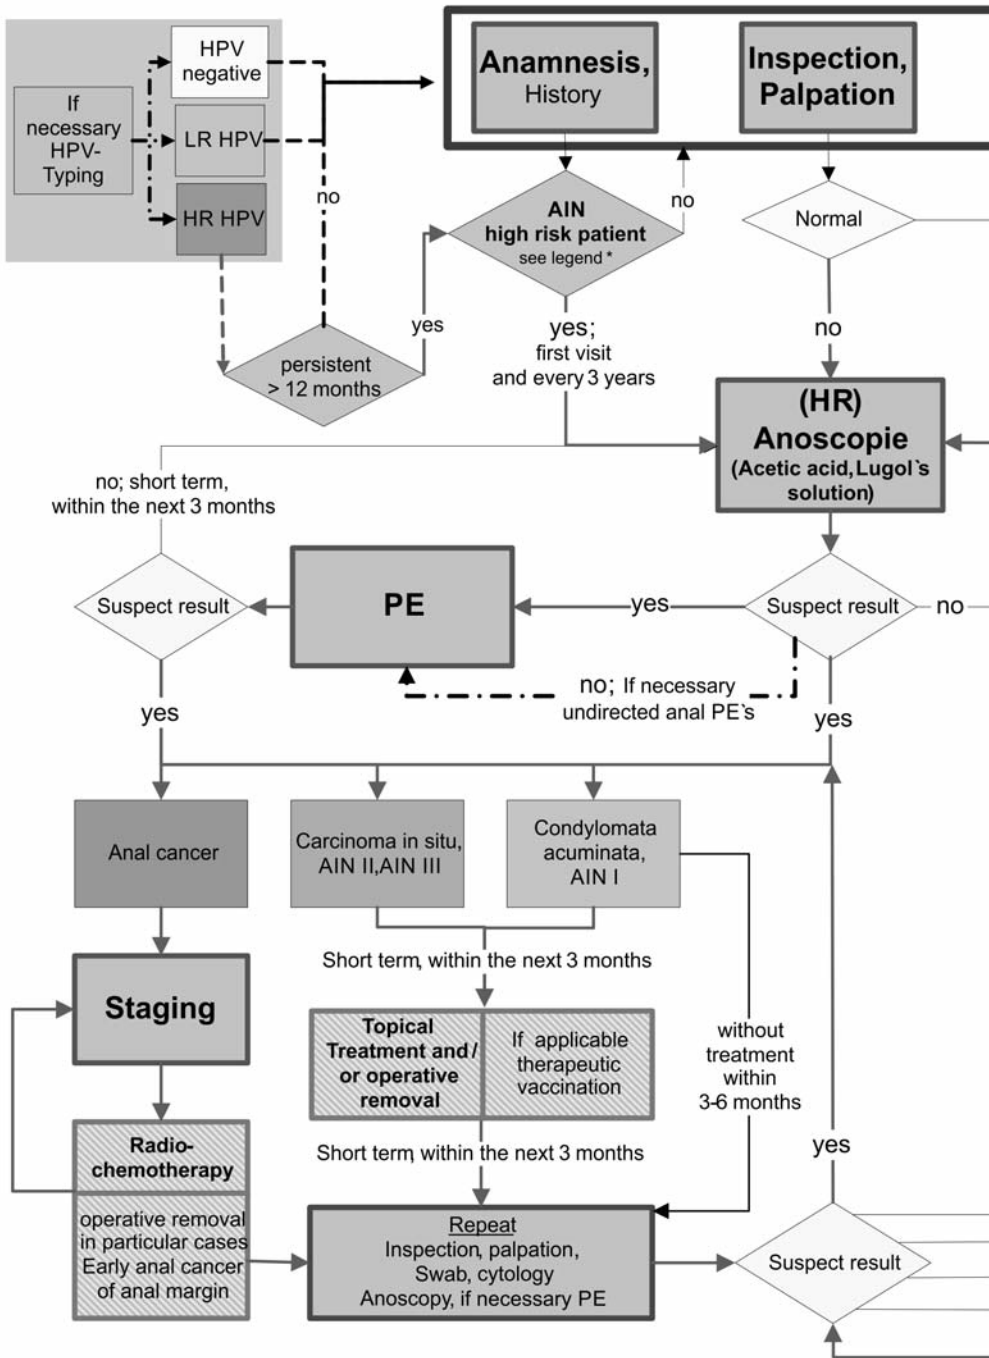 HPV
negative
If
necessary
HPV-
Typing
LR HPV
HR HPV
no
persistent
> 12 months
yes
Anamnesis,
History
Inspection,
Palpation
AIN
high risk patient
see legend *
no
Normal
yes;
first visit
and every 3 years
no
(HR)
Anoscopie
(Acetic acid, Lugol`s
solution)
no; short term,
within the next 3 months
Suspect result
PE
yes
Suspect result
no
no; If necessary
undirected anal PE`s
yes
yes
Anal cancer
Carcinoma in situ,
AIN II, AIN III
Condylomata
acuminata,
AIN I
Short term, within the next 3 months
Staging
Topical
Treatment and /
or operative
removal
If applicable
therapeutic
vaccination
without
treatment
within
3-6 months
Short term, within the next 3 months
Radio-
chemotherapy
operative removal
in particular cases
Early anal cancer
of anal margin
Repeat
Inspection, palpation,
Swab, cytology
Anoscopy, if necessary PE
yes
Suspect result